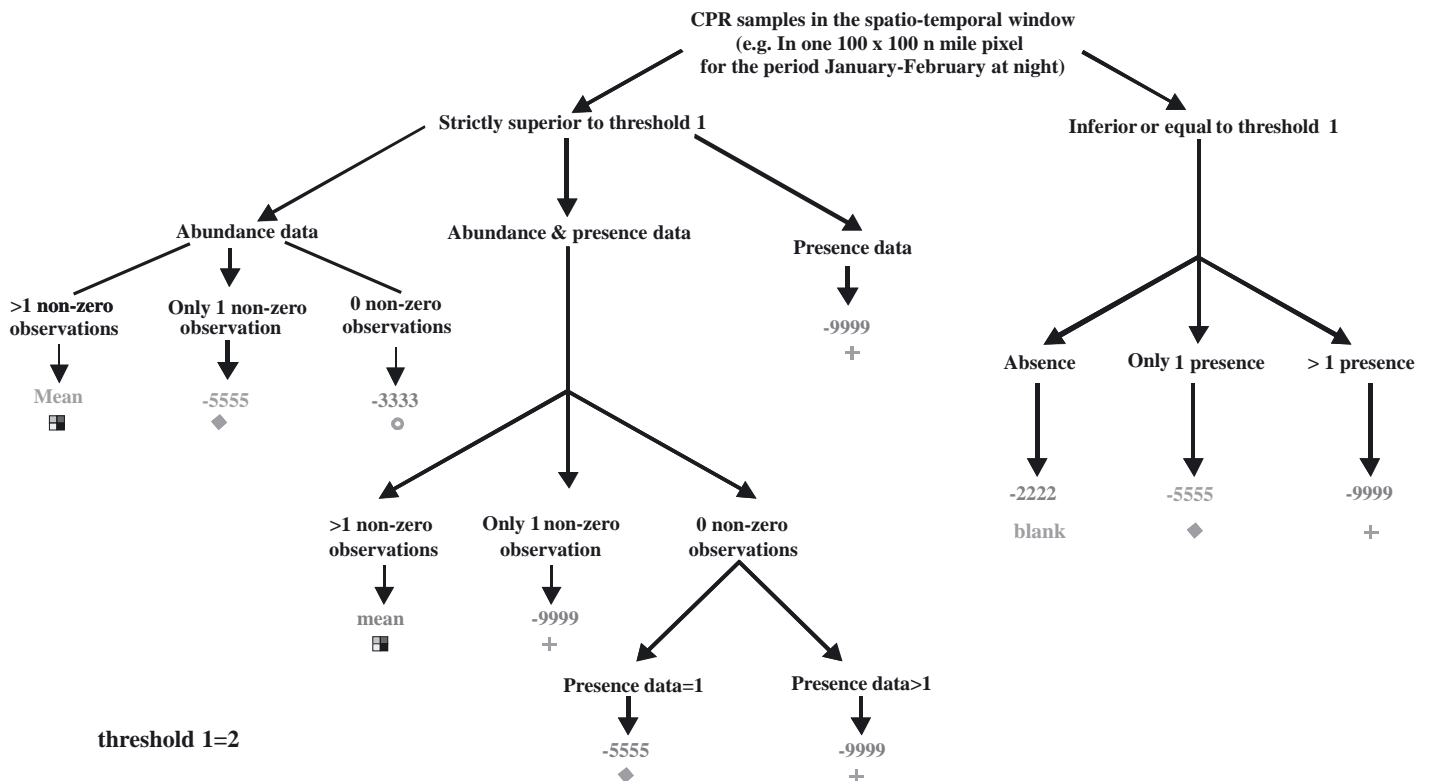 CPR samples in the spatio-temporal window
(e.g. In one 100 x 100 n mile pixel
for the period January-February at night)
Strictly superior to threshold 1
Inferior or equal to threshold 1
Abundance data
Abundance & presence data
Presence data
>1 non-zero
observations
Only 1 non-zero
observation
0 non-zero
observations
-9999
Absence
Only 1 presence
> 1 presence
Mean
-5555
-3333
-2222
blank
-5555
-9999
>1 non-zero
observations
Only 1 non-zero
observation
0 non-zero
observations
mean
-9999
Presence data=1
Presence data>1
threshold 1=2
-5555
-9999